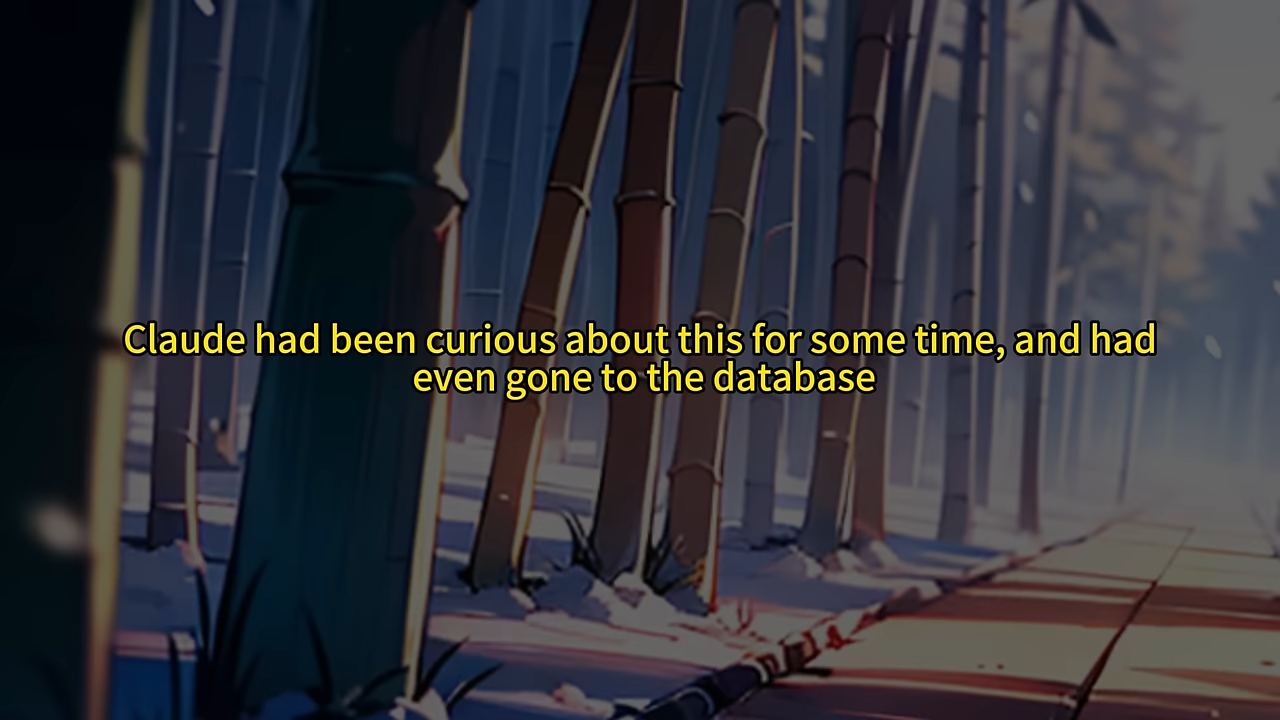 Claude had been curious about this for some time, and had
even gone to the database